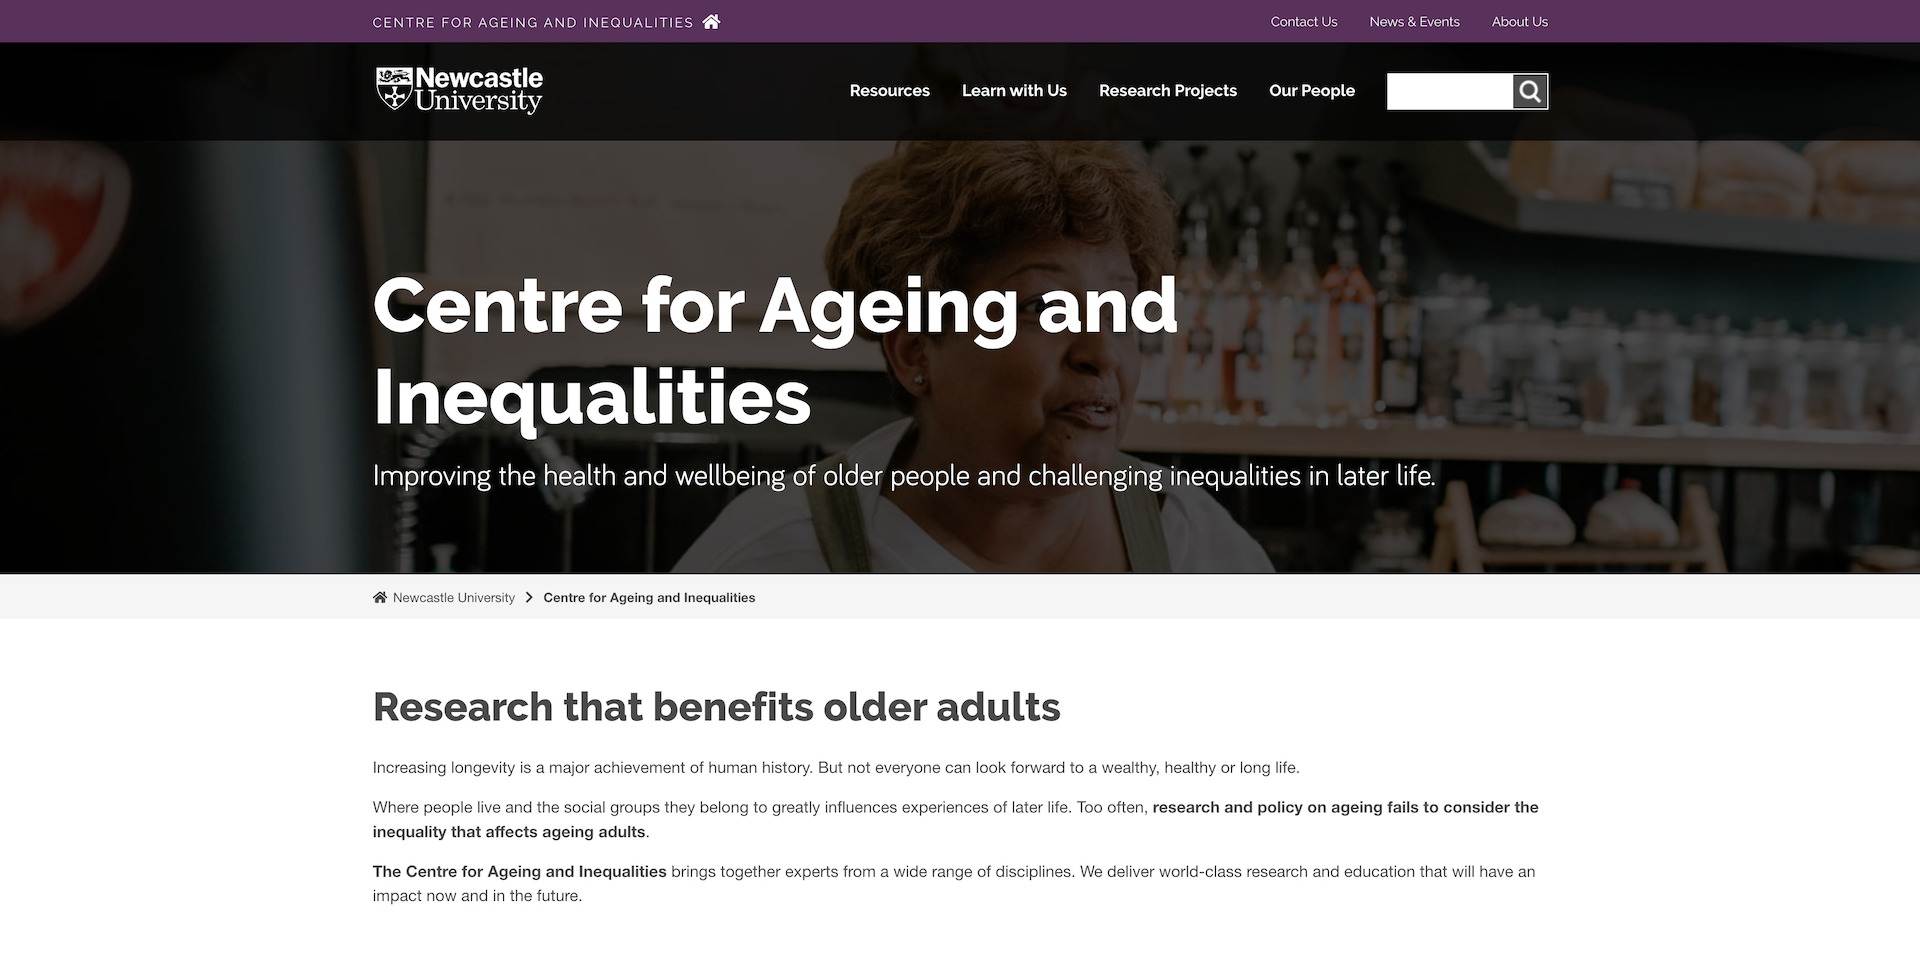 CENTRE FOR AGEING AND INEQUALITIES
Contact Us
News & Events
About Us
Newcastle
University
Resources
Learn with Us
Research Projects
Our People
Centre for Ageing and
Inequalities
Improving the health and wellbeing of older people and challenging inequalities in later life.
Newcastle University
Centre for Ageing and Inequalities
Research that benefits older adults
Increasing longevity is a major achievement of human history. But not everyone can look forward to a wealthy, healthy or long life.
Where people live and the social groups they belong to greatly influences experiences of later life. Too often, research and policy on ageing fails to consider the
inequality that affects ageing adults.
The Centre for Ageing and Inequalities brings together experts from a wide range of disciplines. We deliver world-class research and education that will have an
impact now and in the future.